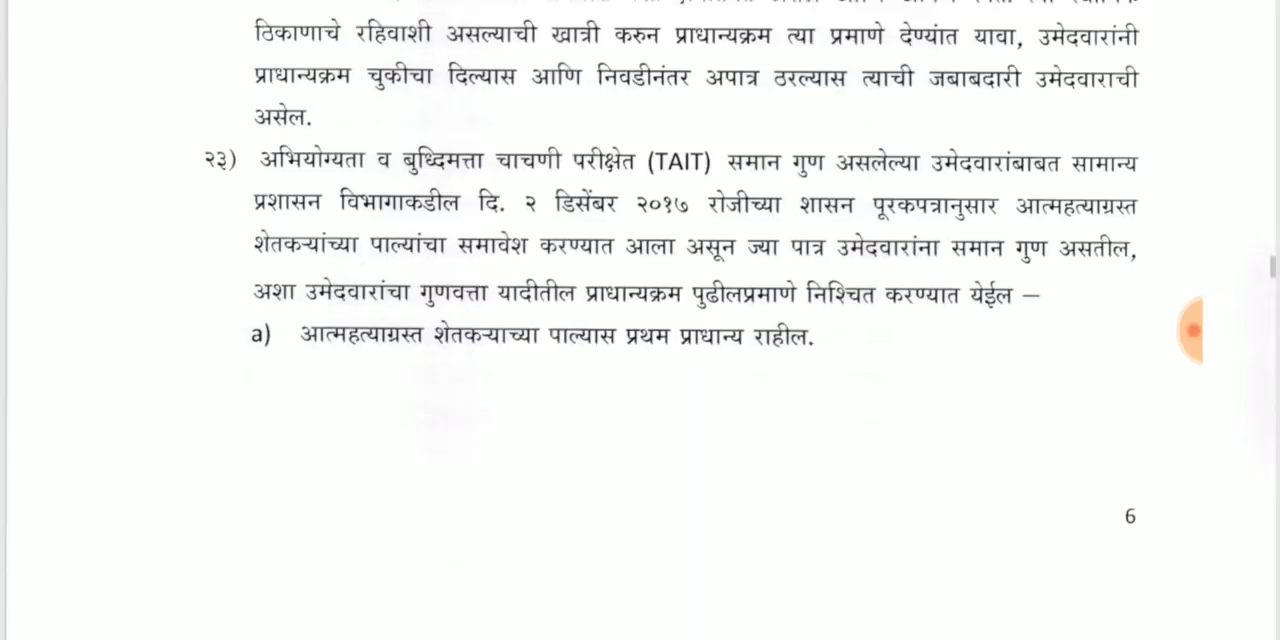 ठिकाणाचे रहिवाशी असल्याची खात्री करुन प्राधान्यक्रम त्या प्रमाणे देण्यांत यावा, उमेदवारांनी
प्राधान्यक्रम चुकीचा दिल्यास आणि निवडीनंतर अपात्र ठरल्यास त्याची जबाबदारी उमेदवाराची
असेल.
२३) अभियोग्यता व बुध्दिमत्ता चाचणी परीक्षेत (TAIT) समान गुण असलेल्या उमेदवारांबाबत सामान्य
प्रशासन विभागाकडील दि. २ डिसेंबर २०१७ रोजीच्या शासन पूरकपत्रानुसार आत्महत्याग्रस्त
शेतकऱ्यांच्या पाल्यांचा समावेश करण्यात आला असून ज्या पात्र उमेदवारांना समान गुण असतील,
अशा उमेदवारांचा गुणवत्ता यादीतील प्राधान्यक्रम पुढीलप्रमाणे निश्चित करण्यात येईल –
a) आत्महत्याग्रस्त शेतकऱ्याच्या पाल्यास प्रथम प्राधान्य राहील.
6